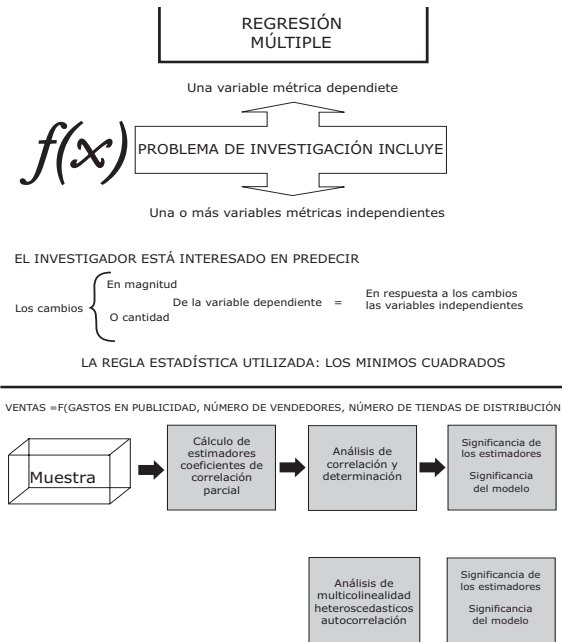 REGRESIÓN
MÚLTIPLE
Una variable métrica dependiete
f(x)
PROBLEMA DE INVESTIGACIÓN INCLUYE
Una o más variables métricas independientes
EL INVESTIGADOR ESTÁ INTERESADO EN PREDECIR
Los cambios
En magnitud
O cantidad
De la variable dependiente =
En respuesta a los cambios
las variables independientes
LA REGLA ESTADÍSTICA UTILIZADA: LOS MINIMOS CUADRADOS
VENTAS =F(GASTOS EN PUBLICIDAD, NÚMERO DE VENDEDORES, NÚMERO DE TIENDAS DE DISTRIBUCIÓN
Muestra
Cálculo de
estimadores
coeficientes de
correlación
parcial
Análisis de
correlación y
determinación
Significancia de
los estimadores
Significancia
del modelo
Análisis de
multicolinealidad
heteroscedasticos
autocorrelación
Significancia de
los estimadores
Significancia
del modelo